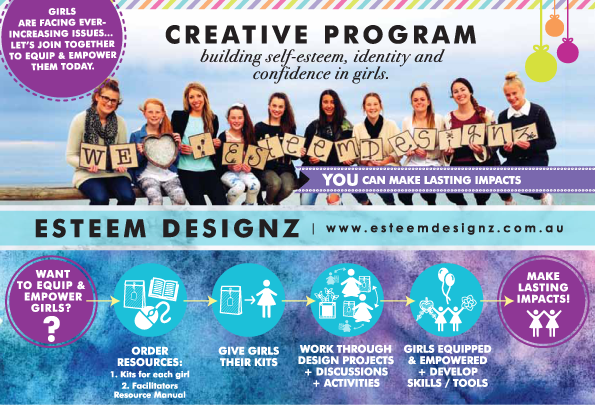 GIRLS
ARE FACING EVER-
INCREASING ISSUES...
LET'S JOIN TOGETHER
TO EQUIP & EMPOWER
THEM TODAY.
CREATIVE PROGRAM
building self-esteem, identity and
confidence in girls.
WE EsteemDesignz
YOU CAN MAKE LASTING IMPACTS
ESTEEM DESIGNZ | www.esteemdesignz.com.au
WANT
TO EQUIP &
EMPOWER
GIRLS?
?
ORDER
RESOURCES:
1. Kits for each girl
2. Facilitators
Resource Manual
GIVE GIRLS
THEIR KITS
WORK THROUGH
DESIGN PROJECTS
+ DISCUSSIONS
+ ACTIVITIES
GIRLS EQUIPPED
& EMPOWERED
+ DEVELOP
SKILLS / TOOLS
MAKE
LASTING
IMPACTS!